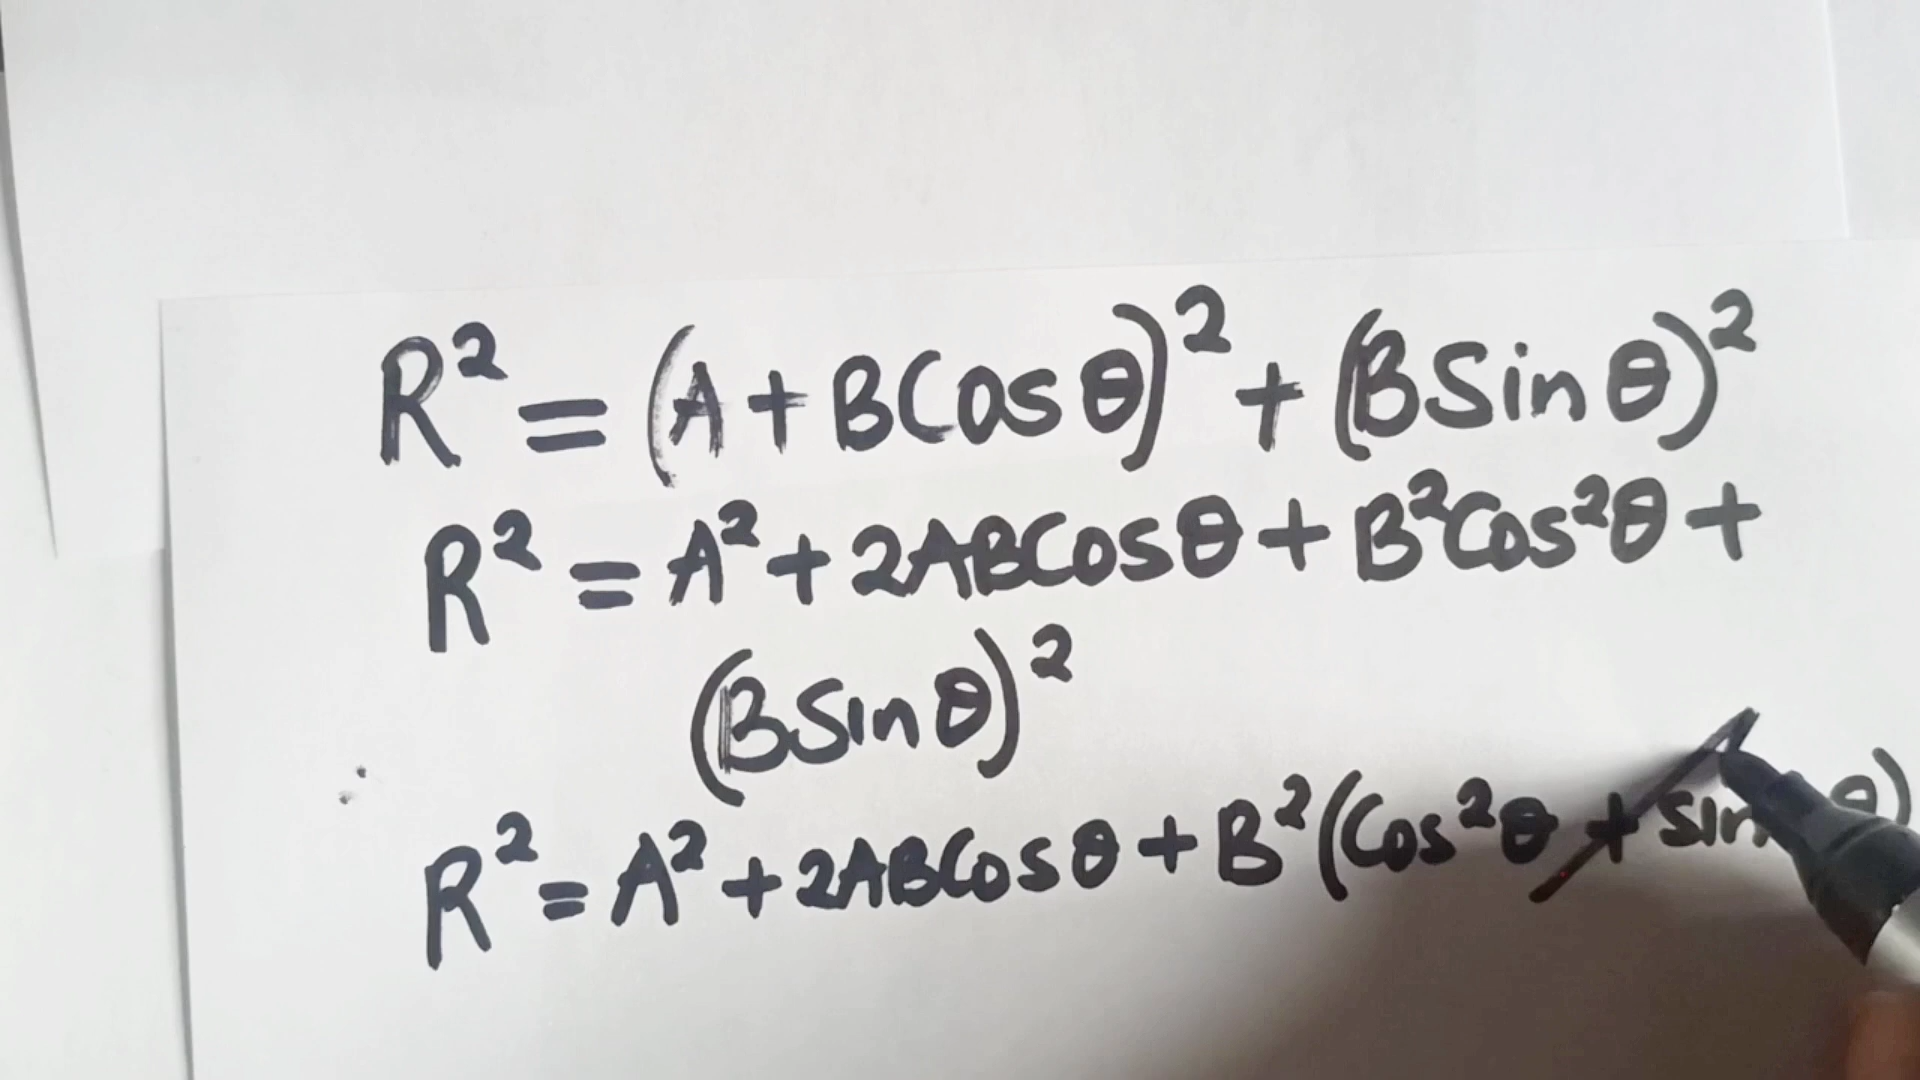 R² = (A + BCosθ)² + (BSinθ)²
R² = A² + 2ABCosθ + B²Cos²θ +
(BSinθ)²
R² = A² + 2ABCosθ + B²(Cos²θ + Sin θ)